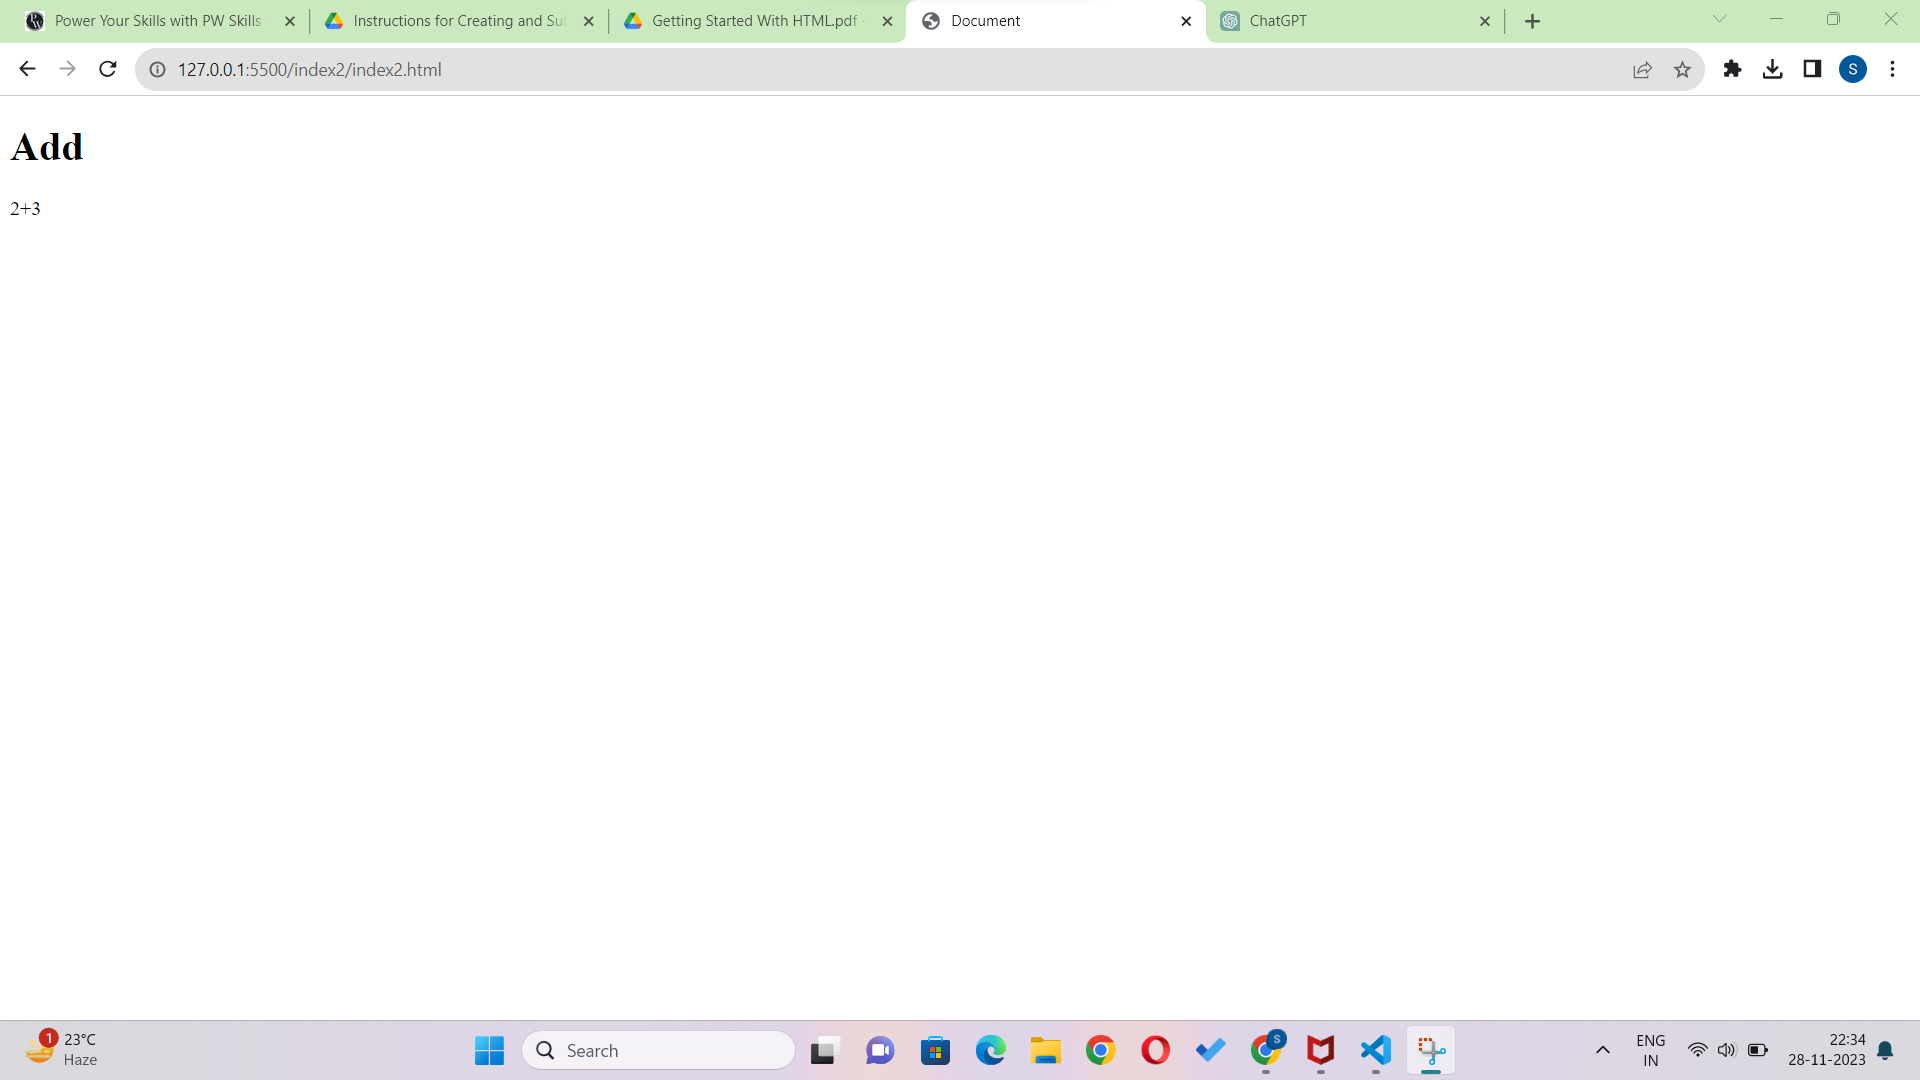 Power Your Skills with PW Skills
Instructions for Creating and Su
Getting Started With HTML.pdf
Document
ChatGPT
127.0.0.1:5500/index2/index2.html
S
Add
2+3
1
23°C
Haze
Search
S
ENG
IN
22:34
28-11-2023